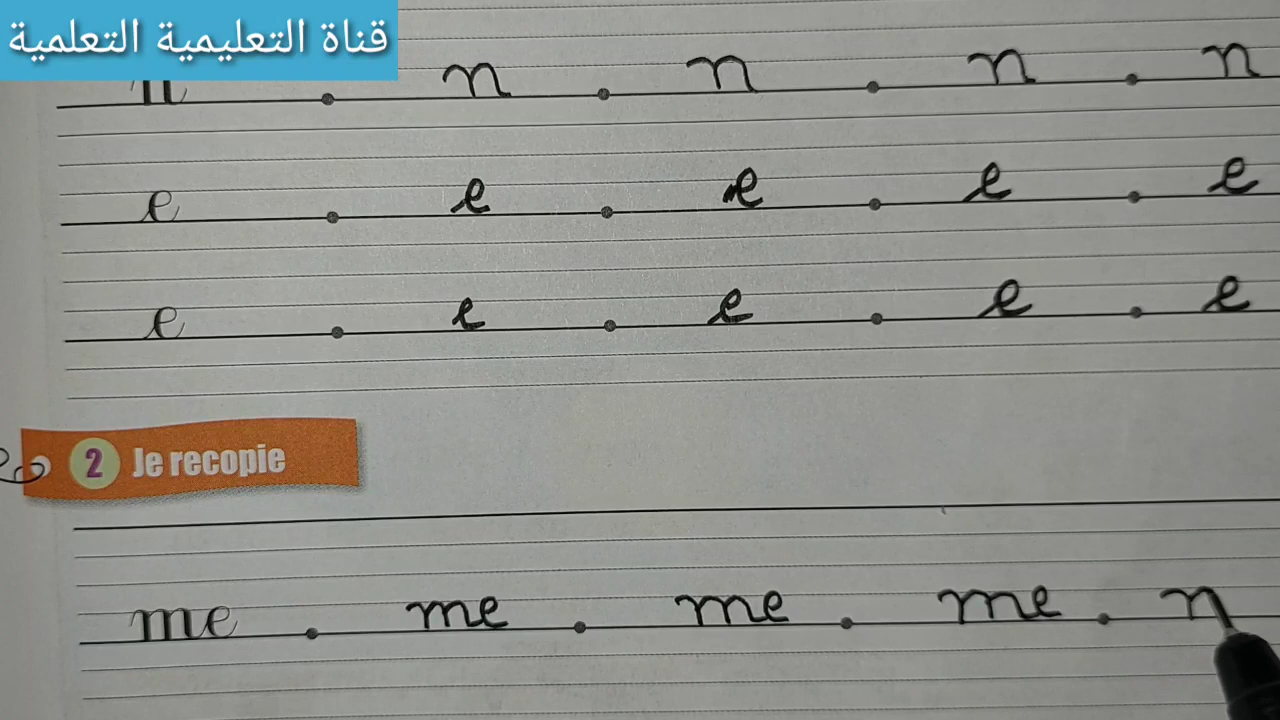 قناة التعليمية التعلمية
n . n . n . n . n
e . e . e . e . e
e . e . e . e . e
2 Je recopie
me . me . me . me . n